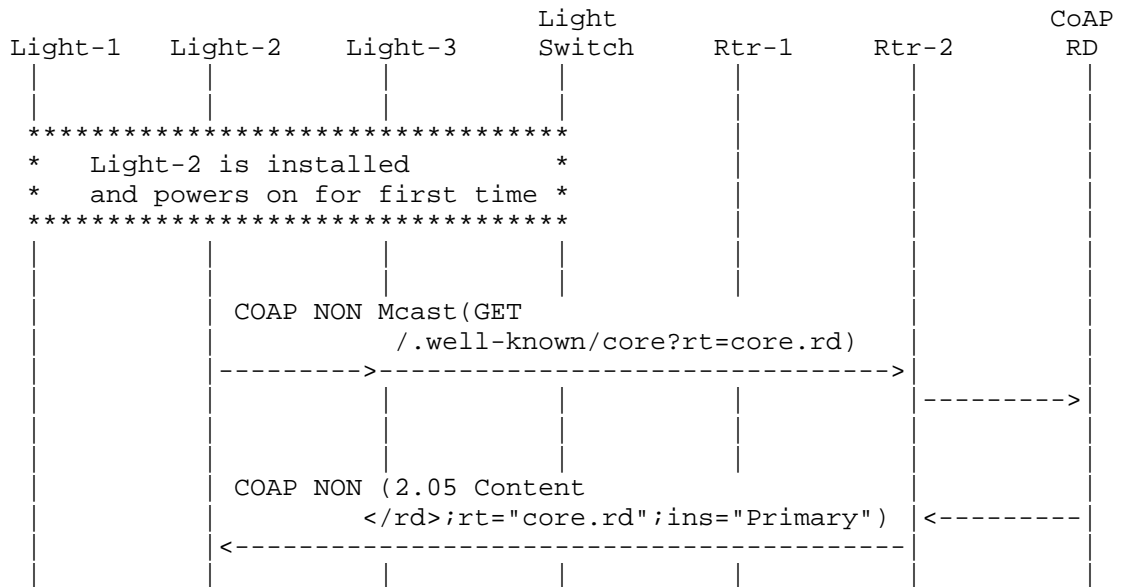 Light CoAP
Light-1 Light-2 Light-3 Switch Rtr-1 Rtr-2 RD
***********************************
* Light-2 is installed *
* and powers on for first time *
***********************************
COAP NON Mcast(GET
/.well-known/core?rt=core.rd)
COAP NON (2.05 Content
</rd>;rt="core.rd";ins="Primary")